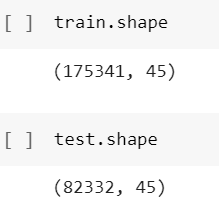 [ ] train.shape
(175341, 45)
[ ] test.shape
(82332, 45)